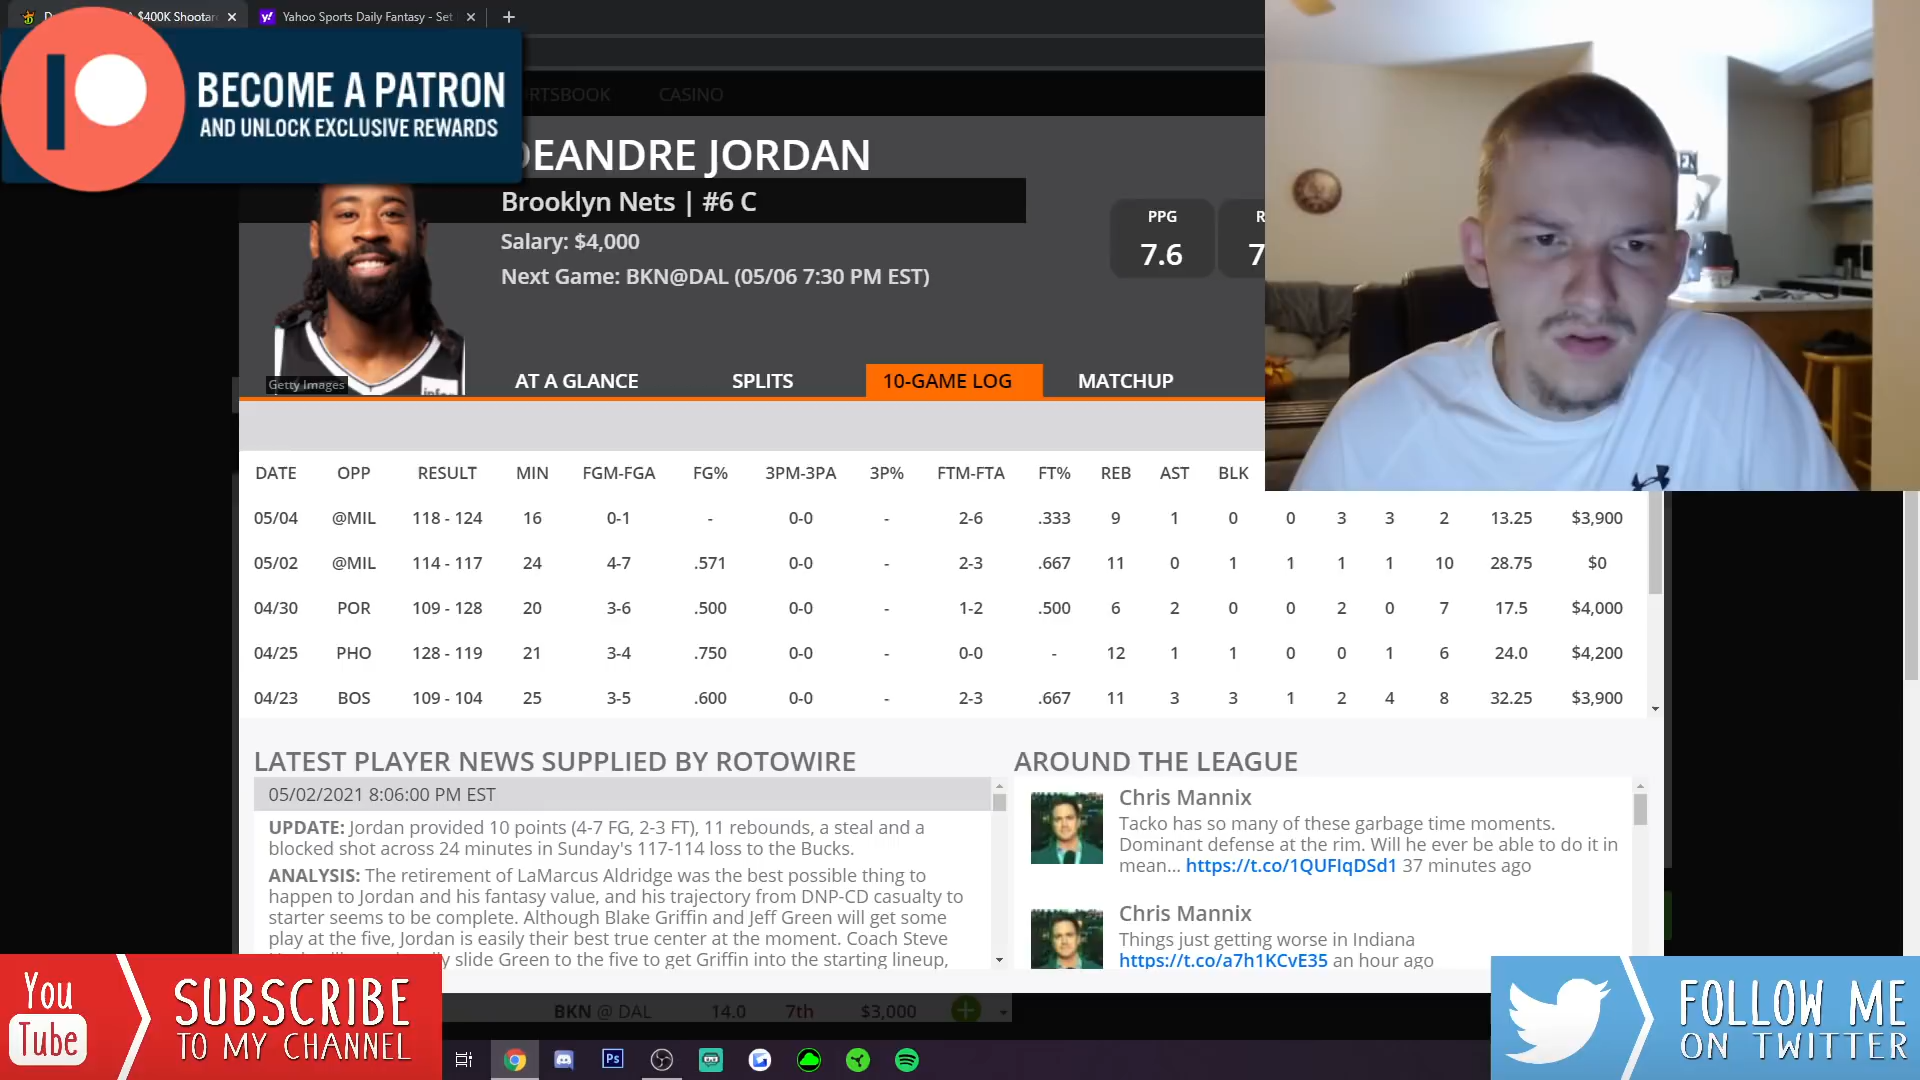 $400K Shootar
Yahoo Sports Daily Fantasy - Set
BECOME A PATRON
AND UNLOCK EXCLUSIVE REWARDS
RTSBOOK CASINO
DEANDRE JORDAN
Brooklyn Nets | #6 C
Salary: $4,000
Next Game: BKN@DAL (05/06 7:30 PM EST)
PPG
7.6
R
7
Getty Images
AT A GLANCE SPLITS 10-GAME LOG MATCHUP
DATE OPP RESULT MIN FGM-FGA FG% 3PM-3PA 3P% FTM-FTA FT% REB AST BLK
05/04 @MIL 118 - 124 16 0-1 - 0-0 - 2-6 .333 9 1 0 0 3 3 2 13.25 $3,900
05/02 @MIL 114 - 117 24 4-7 .571 0-0 - 2-3 .667 11 0 1 1 1 1 10 28.75 $0
04/30 POR 109 - 128 20 3-6 .500 0-0 - 1-2 .500 6 2 0 0 2 0 7 17.5 $4,000
04/25 PHO 128 - 119 21 3-4 .750 0-0 - 0-0 - 12 1 1 0 0 1 6 24.0 $4,200
04/23 BOS 109 - 104 25 3-5 .600 0-0 - 2-3 .667 11 3 3 1 2 4 8 32.25 $3,900
LATEST PLAYER NEWS SUPPLIED BY ROTOWIRE
05/02/2021 8:06:00 PM EST
UPDATE: Jordan provided 10 points (4-7 FG, 2-3 FT), 11 rebounds, a steal and a
blocked shot across 24 minutes in Sunday's 117-114 loss to the Bucks.
ANALYSIS: The retirement of LaMarcus Aldridge was the best possible thing to
happen to Jordan and his fantasy value, and his trajectory from DNP-CD casualty to
starter seems to be complete. Although Blake Griffin and Jeff Green will get some
play at the five, Jordan is easily their best true center at the moment. Coach Steve
slide Green to the five to get Griffin into the starting lineup,
AROUND THE LEAGUE
Chris Mannix
Tacko has so many of these garbage time moments.
Dominant defense at the rim. Will he ever be able to do it in
mean... https://t.co/1QUFIqDSd1 37 minutes ago
Chris Mannix
Things just getting worse in Indiana
https://t.co/a7h1KCvE35 an hour ago
BKN @ DAL 14.0 7th $3,000
You
Tube
SUBSCRIBE
TO MY CHANNEL
Ps
FOLLOW ME
ON TWITTER